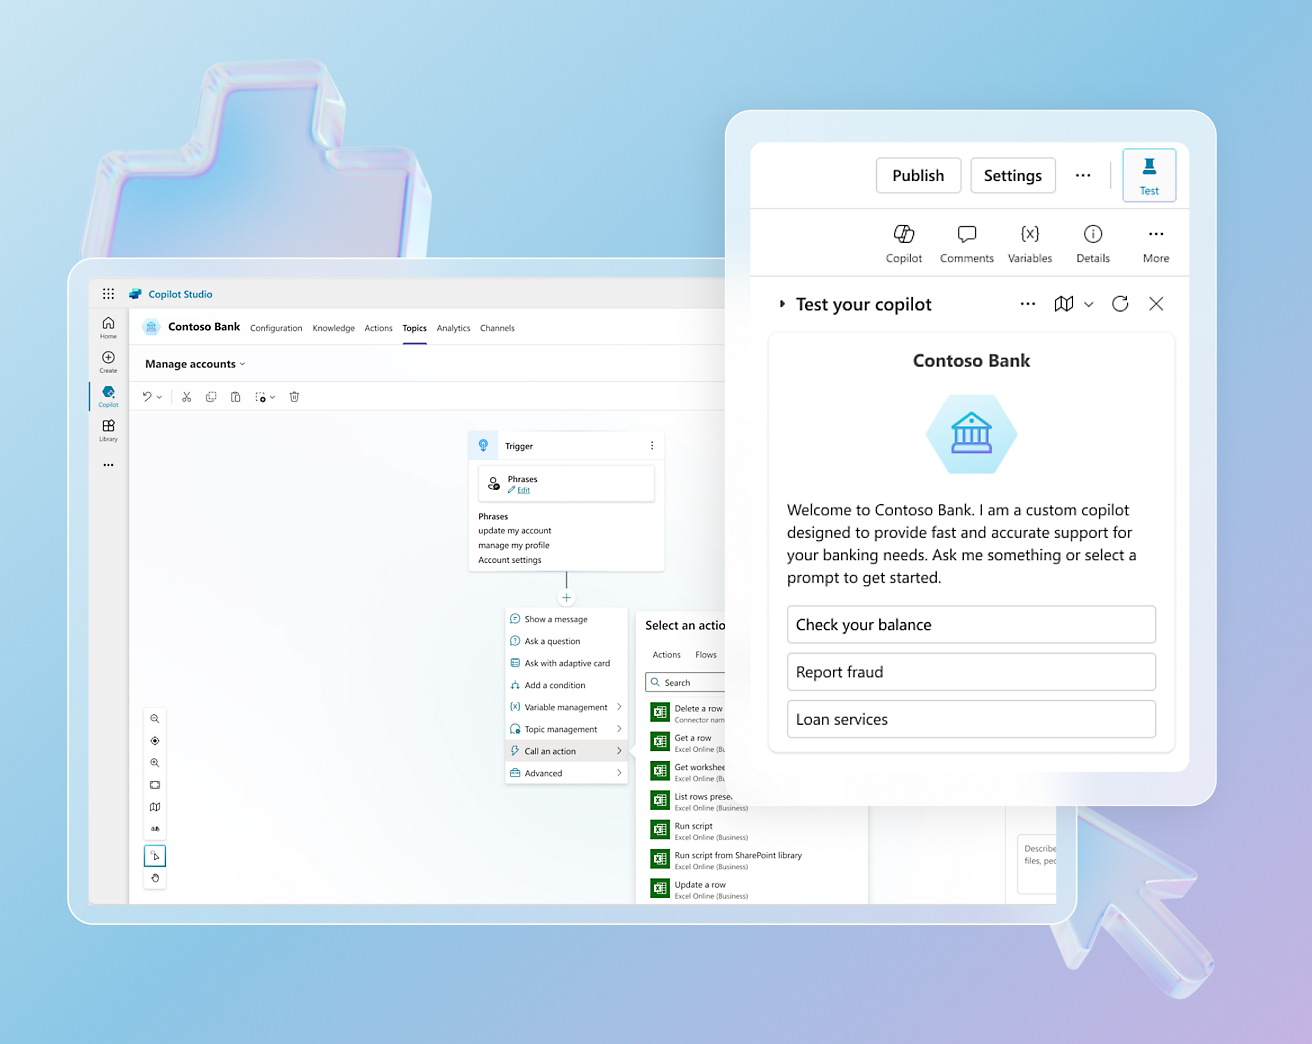 Publish
Settings
Test
Copilot
Comments
Variables
Details
More
Test your copilot
Contoso Bank
Welcome to Contoso Bank. I am a custom copilot
designed to provide fast and accurate support for
your banking needs. Ask me something or select a
prompt to get started.
Check your balance
Report fraud
Loan services
Copilot Studio
Home
Create
Copilot
Library
Contoso Bank
Configuration
Knowledge
Actions
Topics
Analytics
Channels
Manage accounts
Trigger
Phrases
Edit
Phrases
update my account
manage my profile
Account settings
Show a message
Ask a question
Ask with adaptive card
Add a condition
{x} Variable management
Topic management
Call an action
Advanced
Select an actio
Actions
Flows
Search
Delete a row
Connector nam
Get a row
Excel Online (Bu
Get workshee
Excel Online (Bu
List rows prese
Excel Online (Business)
Run script
Excel Online (Business)
Run script from SharePoint library
Excel Online (Business)
Update a row
Excel Online (Business)
Describe
files, pec